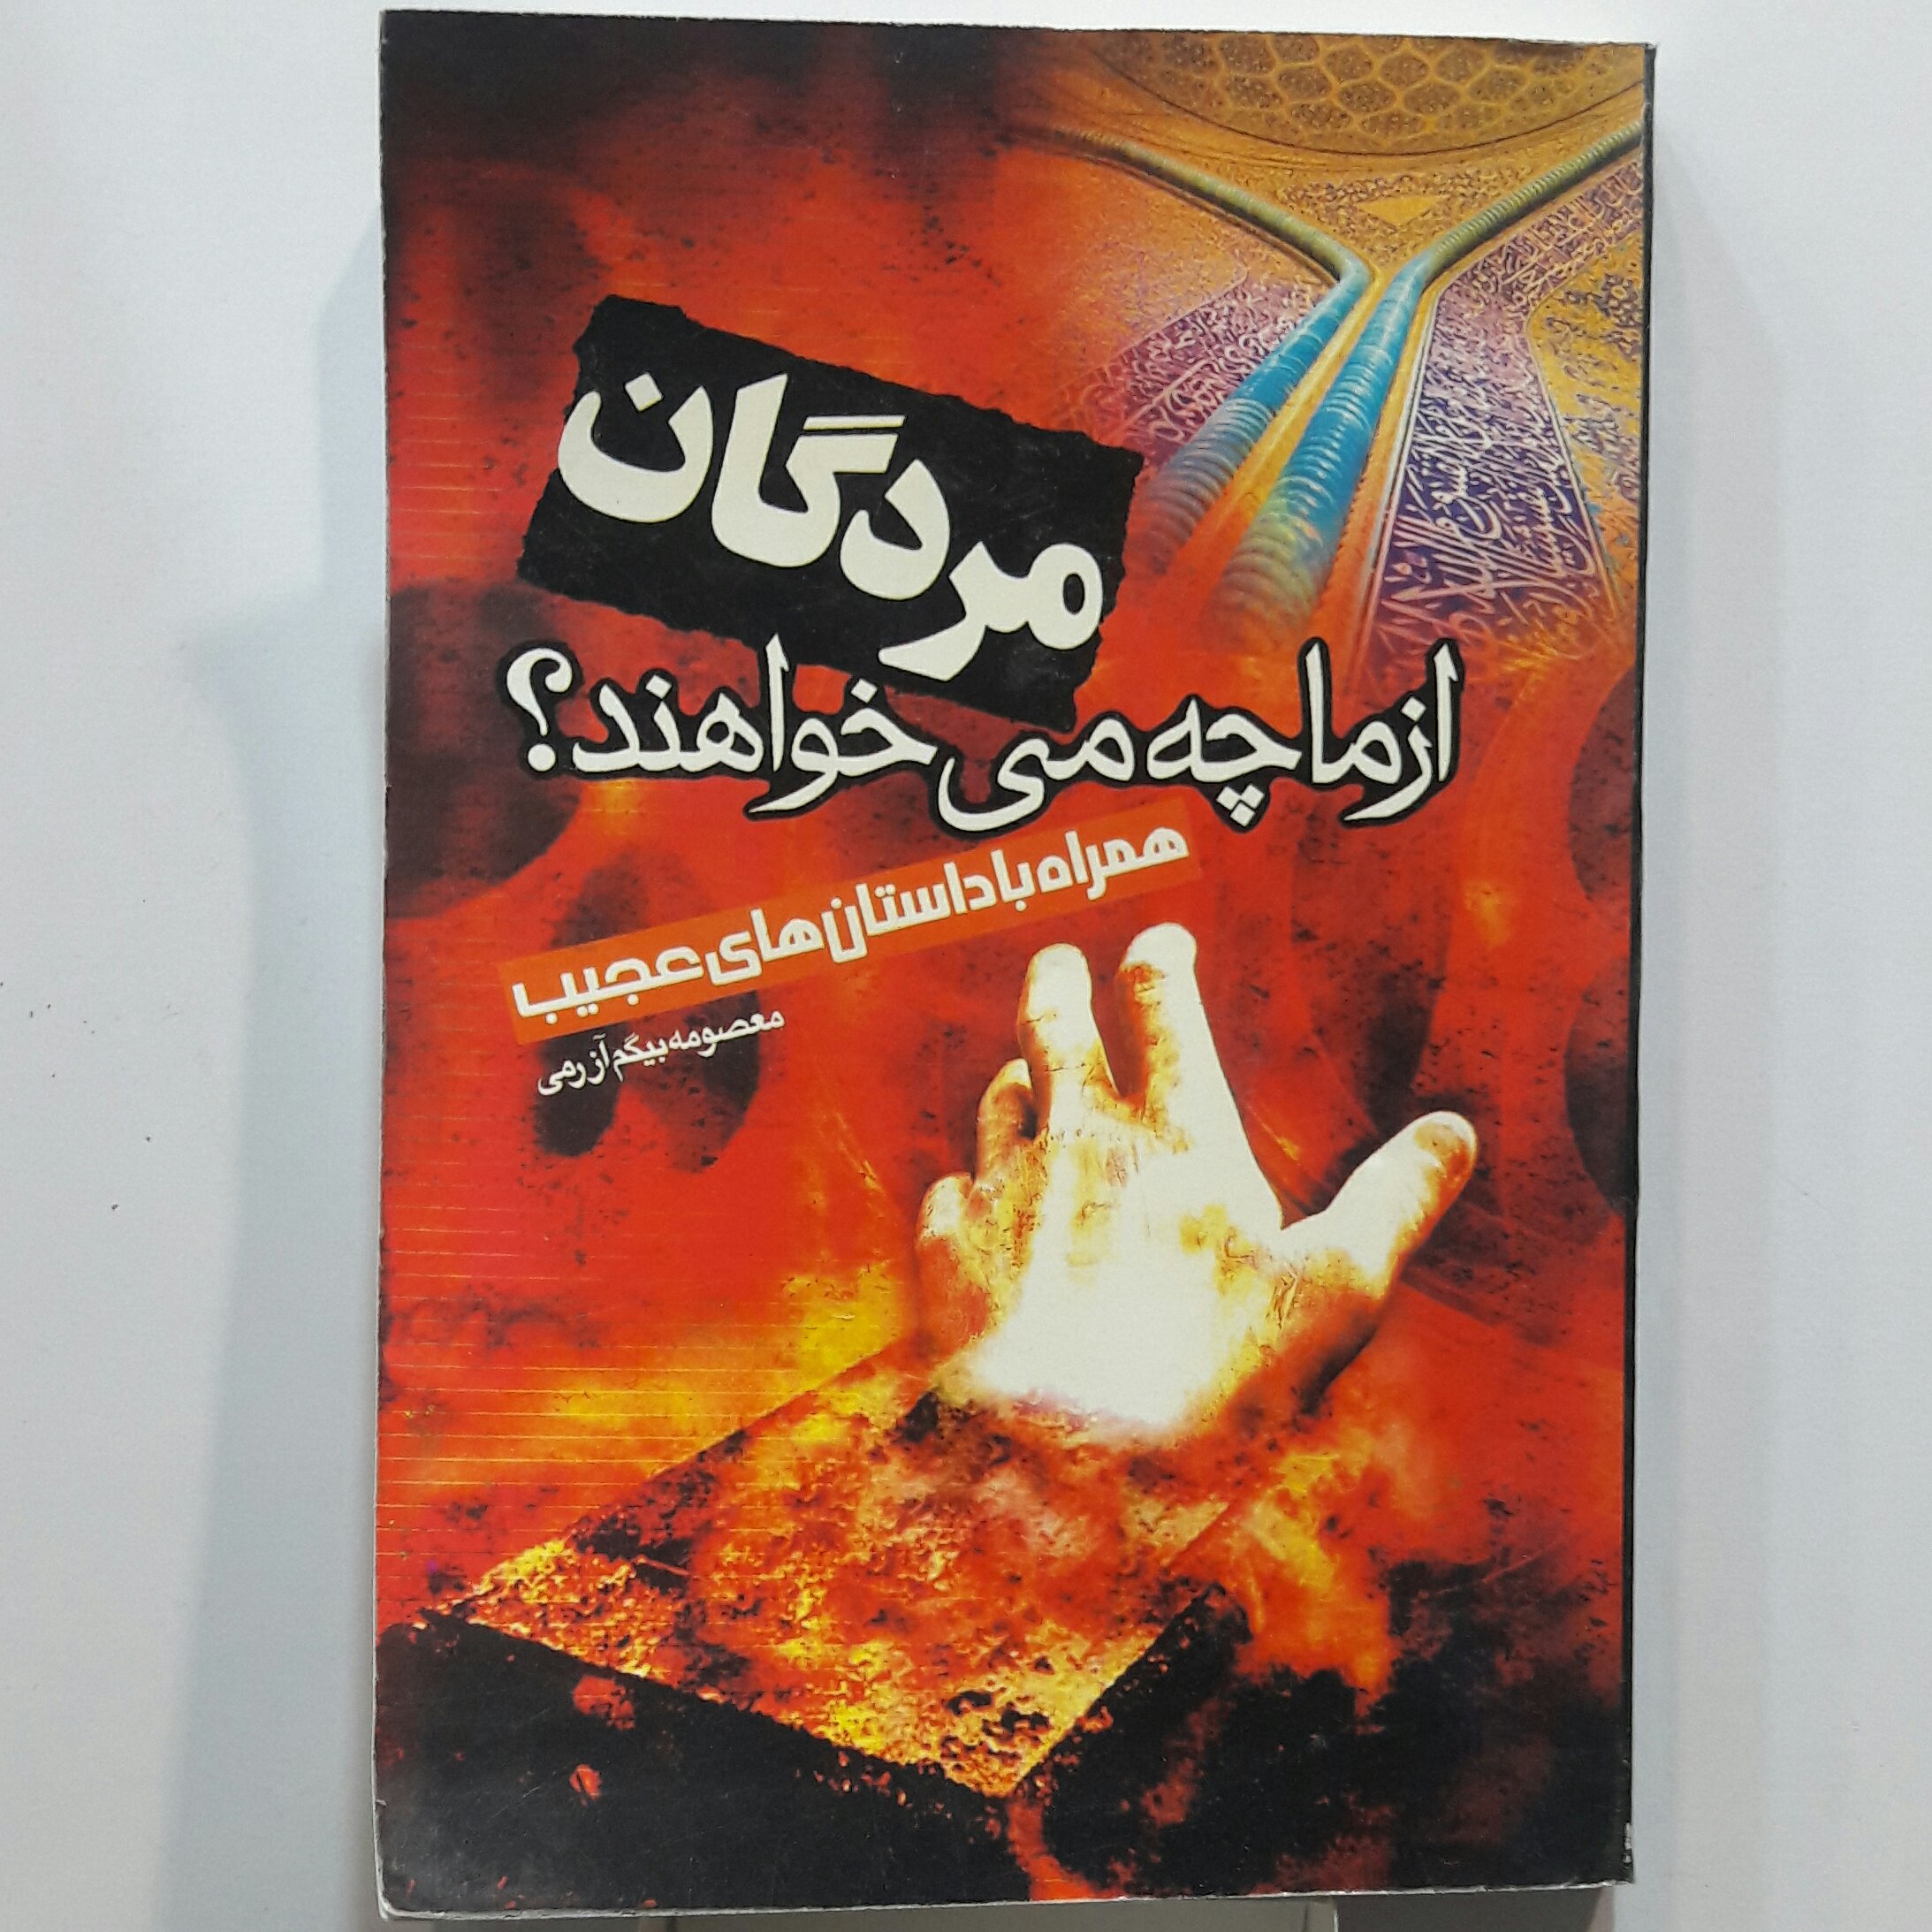 مردگان
از ما چه می خواهند؟
همراه با داستان‌های عجیب
معصومه بیگم آزرمی